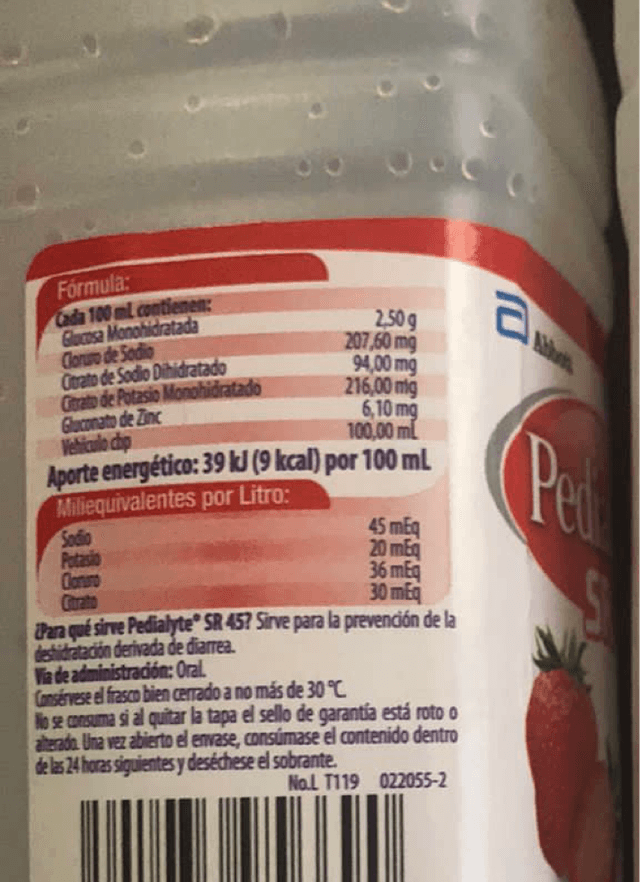 Fórmula:
Cada 100 mL contienen:
Glucosa Monohidratada 2,50 g
Cloruro de Sodio 207,60 mg
Citrato de Sodio Dihidratado 94,00 mg
Citrato de Potasio Monohidratado 216,00 mg
Gluconato de Zinc 6,10 mg
Vehículo cbp 100,00 mL
Aporte energético: 39 kJ (9 kcal) por 100 mL
Miliequivalentes por Litro:
Sodio 45 mEq
Potasio 20 mEq
Cloruro 36 mEq
Citrato 30 mEq
¿Para qué sirve Pedialyte® SR 45? Sirve para la prevención de la
deshidratación derivada de diarrea.
Vía de administración: Oral.
Consérvese el frasco bien cerrado a no más de 30 °C.
No se consuma si al quitar la tapa el sello de garantía está roto o
alterado. Una vez abierto el envase, consúmase el contenido dentro
de las 24 horas siguientes y deséchese el sobrante.
No.L T119 022055-2
a
Abbott
Pedia
S